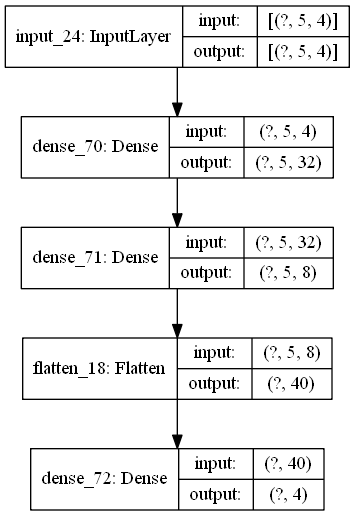 input_24: InputLayer
input: [(?, 5, 4)]
output: [(?, 5, 4)]
dense_70: Dense
input: (?, 5, 4)
output: (?, 5, 32)
dense_71: Dense
input: (?, 5, 32)
output: (?, 5, 8)
flatten_18: Flatten
input: (?, 5, 8)
output: (?, 40)
dense_72: Dense
input: (?, 40)
output: (?, 4)